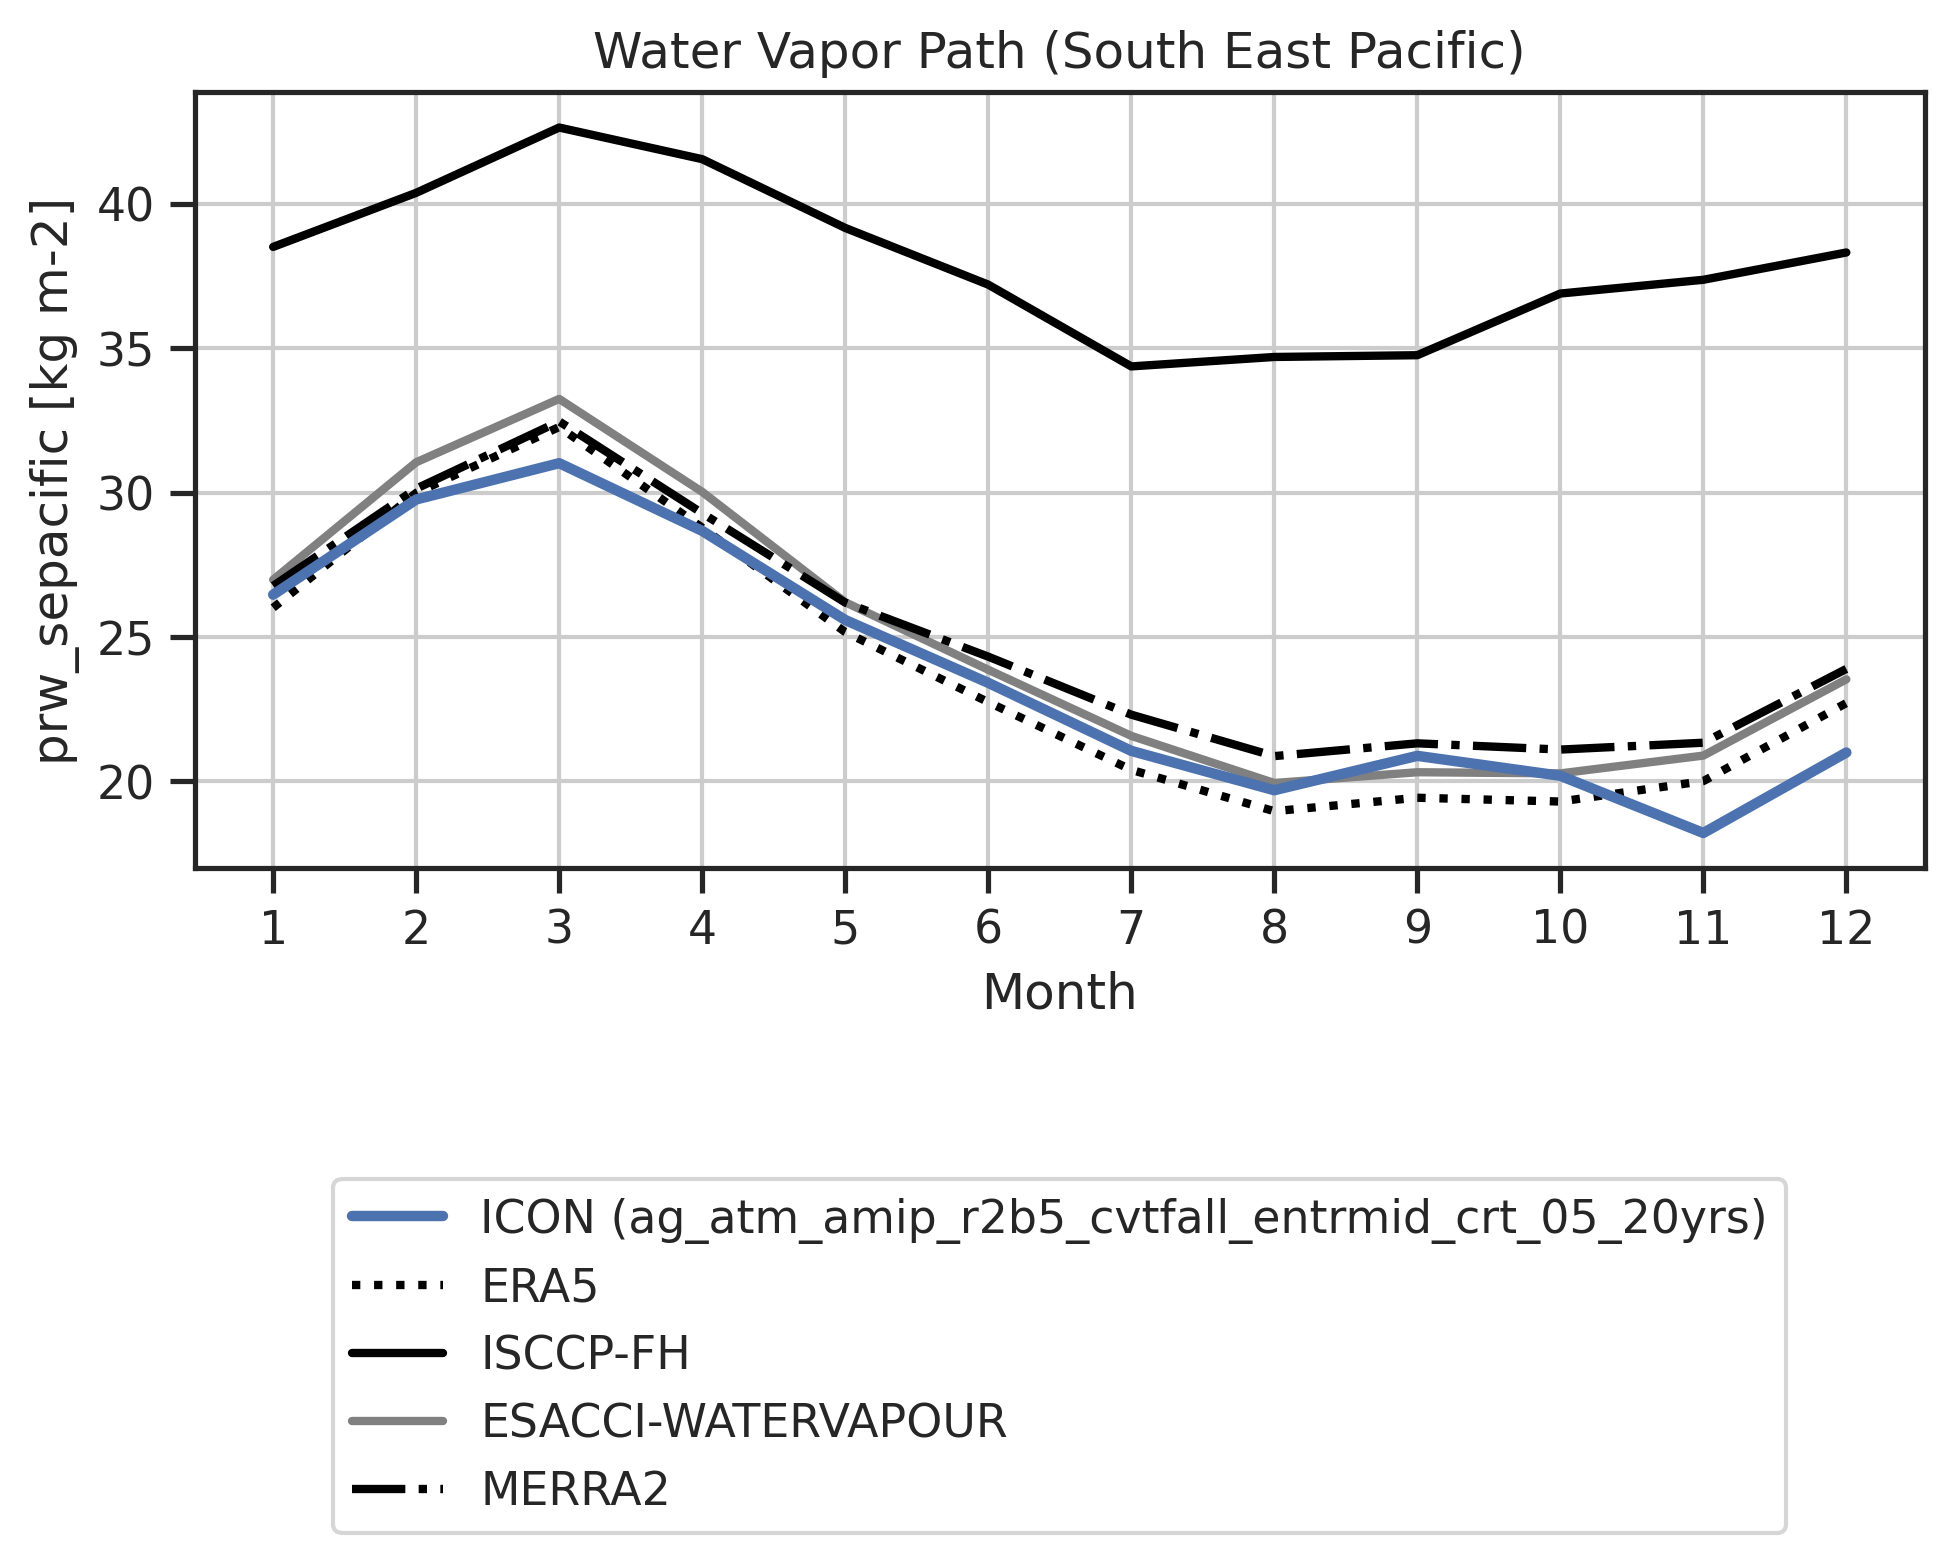 Water Vapor Path (South East Pacific)
prw_sepacific [kg m-2]
40
35
30
25
20
1 2 3 4 5 6 7 8 9 10 11 12
Month
ICON (ag_atm_amip_r2b5_cvtfall_entrmid_crt_05_20yrs)
ERA5
ISCCP-FH
ESACCI-WATERVAPOUR
MERRA2